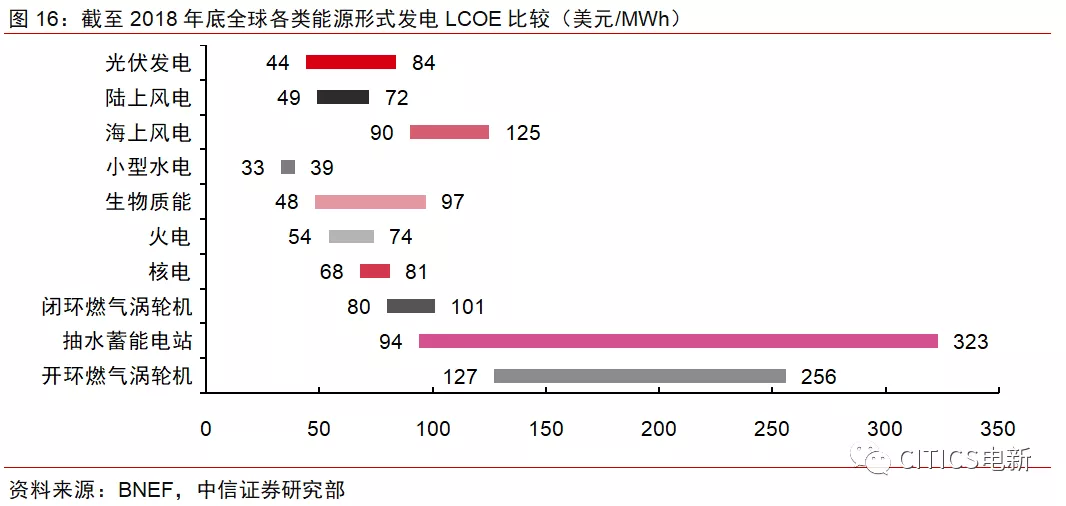 图 16：截至 2018 年底全球各类能源形式发电 LCOE 比较（美元/MWh）
光伏发电 44 84
陆上风电 49 72
海上风电 90 125
小型水电 33 39
生物质能 48 97
火电 54 74
核电 68 81
闭环燃气涡轮机 80 101
抽水蓄能电站 94 323
开环燃气涡轮机 127 256
0 50 100 150 200 250 300 350
CITICS电新
资料来源：BNEF，中信证券研究部